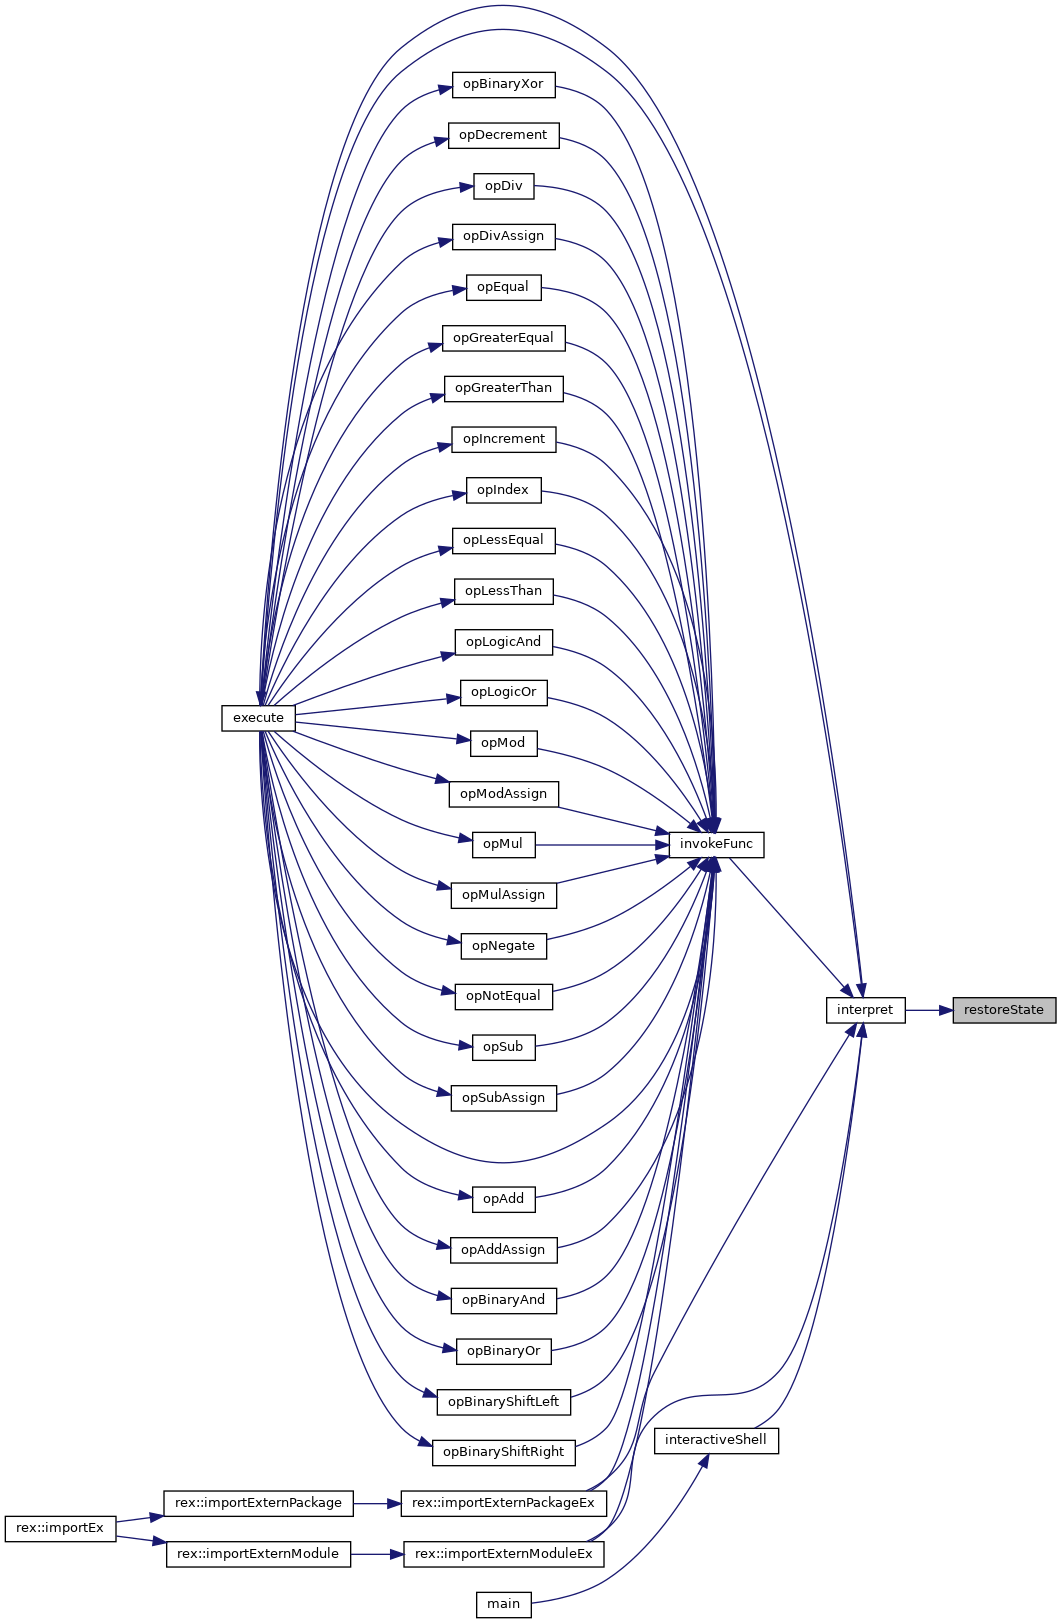 opBinaryXor
opDecrement
opDiv
opDivAssign
opEqual
opGreaterEqual
opGreaterThan
opIncrement
opIndex
opLessEqual
opLessThan
opLogicAnd
opLogicOr
execute
opMod
opModAssign
opMul
invokeFunc
opMulAssign
opNegate
opNotEqual
interpret
restoreState
opSub
opSubAssign
opAdd
opAddAssign
opBinaryAnd
opBinaryOr
opBinaryShiftLeft
interactiveShell
opBinaryShiftRight
rex::importExternPackage
rex::importExternPackageEx
rex::importEx
rex::importExternModule
rex::importExternModuleEx
main